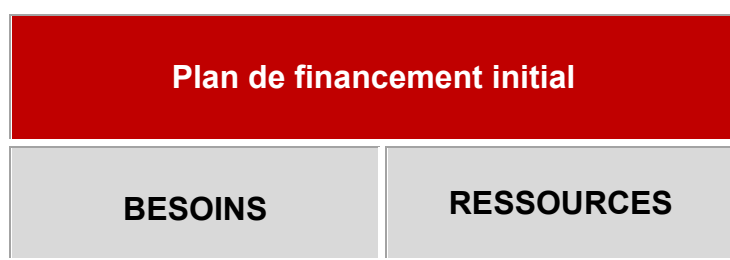 Plan de financement initial
BESOINS
RESSOURCES